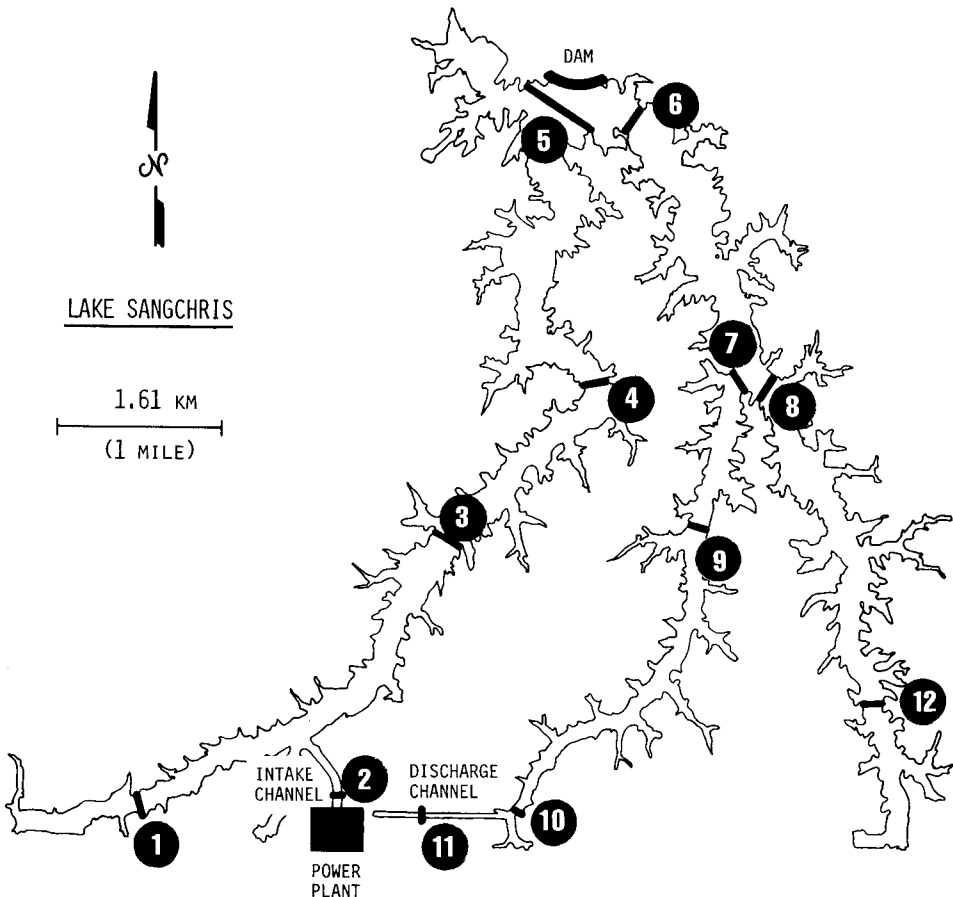 DAM
6
5
N
LAKE SANGCHRIS
7
1.61 KM
(1 MILE)
4
8
3
9
12
INTAKE
CHANNEL
2
DISCHARGE
CHANNEL
10
1
11
POWER
PLANT